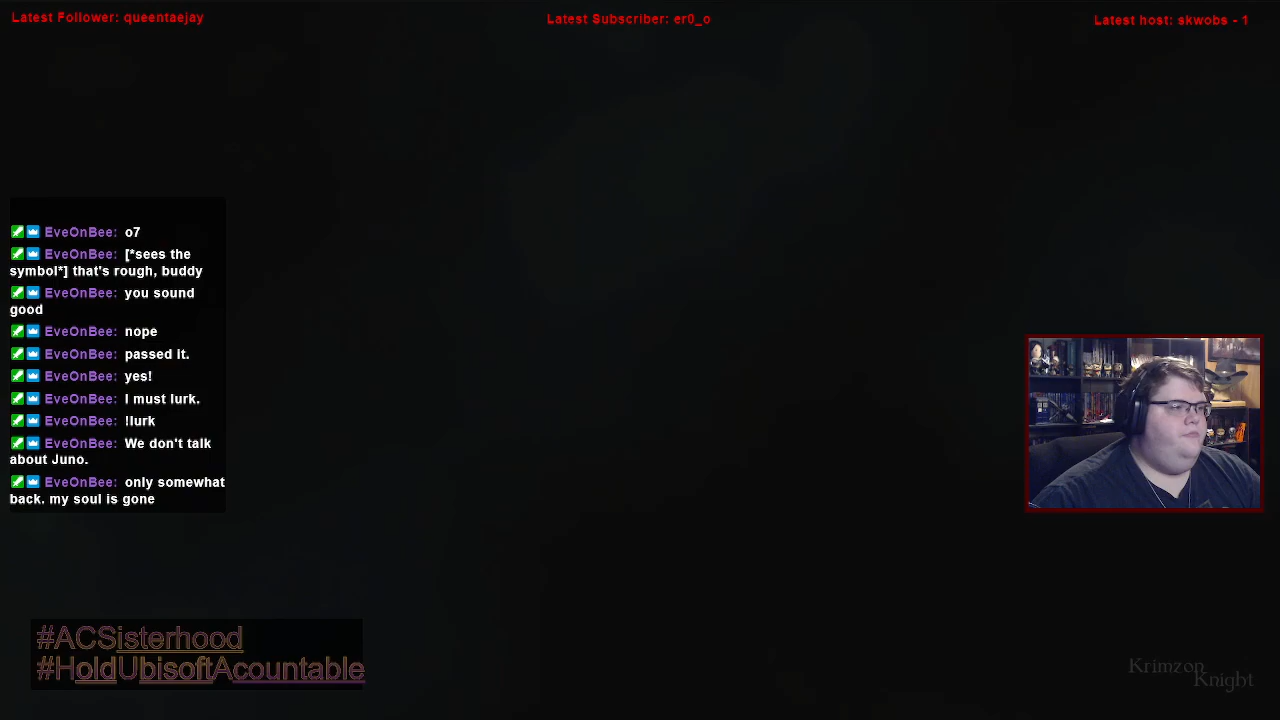 Latest Follower: queentaejay
Latest Subscriber: er0_o
Latest host: skwobs - 1
EveOnBee: o7
EveOnBee: [*sees the
symbol*] that's rough, buddy
EveOnBee: you sound
good
EveOnBee: nope
EveOnBee: passed it.
EveOnBee: yes!
EveOnBee: I must lurk.
EveOnBee: !lurk
EveOnBee: We don't talk
about Juno.
EveOnBee: only somewhat
back. my soul is gone
#ACSisterhood
#HoldUbisoftAcountable
Krimzon
Knight